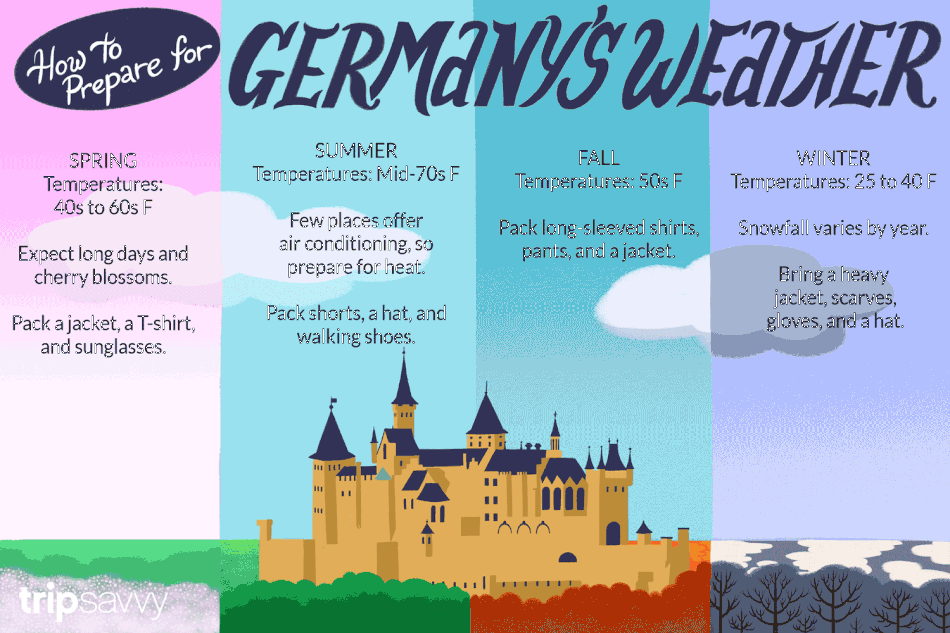 How to
Prepare for
GERMANY'S WEATHER
SPRING
Temperatures:
40s to 60s F
Expect long days and
cherry blossoms.
Pack a jacket, a T-shirt,
and sunglasses.
SUMMER
Temperatures: Mid-70s F
Few places offer
air conditioning, so
prepare for heat.
Pack shorts, a hat, and
walking shoes.
FALL
Temperatures: 50s F
Pack long-sleeved shirts,
pants, and a jacket.
WINTER
Temperatures: 25 to 40 F
Snowfall varies by year.
Bring a heavy
jacket, scarves,
gloves, and a hat.
tripsavvy